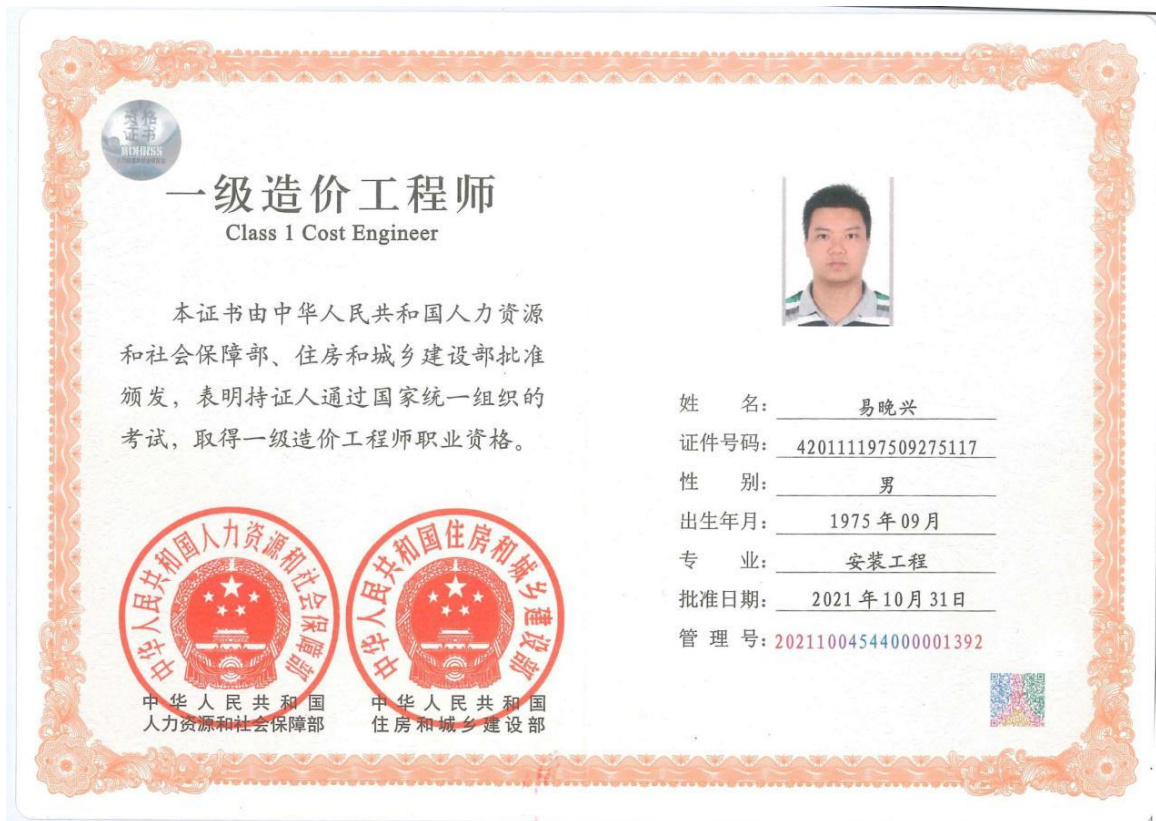 资格
证书
MOHRSS
一级造价工程师
Class 1 Cost Engineer
本证书由中华人民共和国人力资源
和社会保障部、住房和城乡建设部批准
颁发，表明持证人通过国家统一组织的
考试，取得一级造价工程师职业资格。
中华人民共和国人力资源和社会保障部
中华人民共和国住房和城乡建设部
中华人民共和国
人力资源和社会保障部
中华人民共和国
住房和城乡建设部
姓 名：易晚兴
证件号码：420111197509275117
性 别：男
出生年月：1975年09月
专 业：安装工程
批准日期：2021年10月31日
管 理 号：20211004544000001392